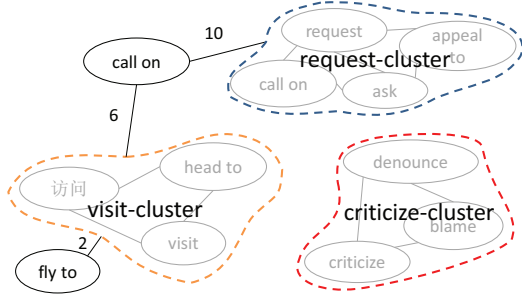 10
request
appeal
to
call on
request-cluster
call on
ask
6
denounce
head to
访问
visit-cluster
criticize-cluster
blame
2
visit
criticize
fly to